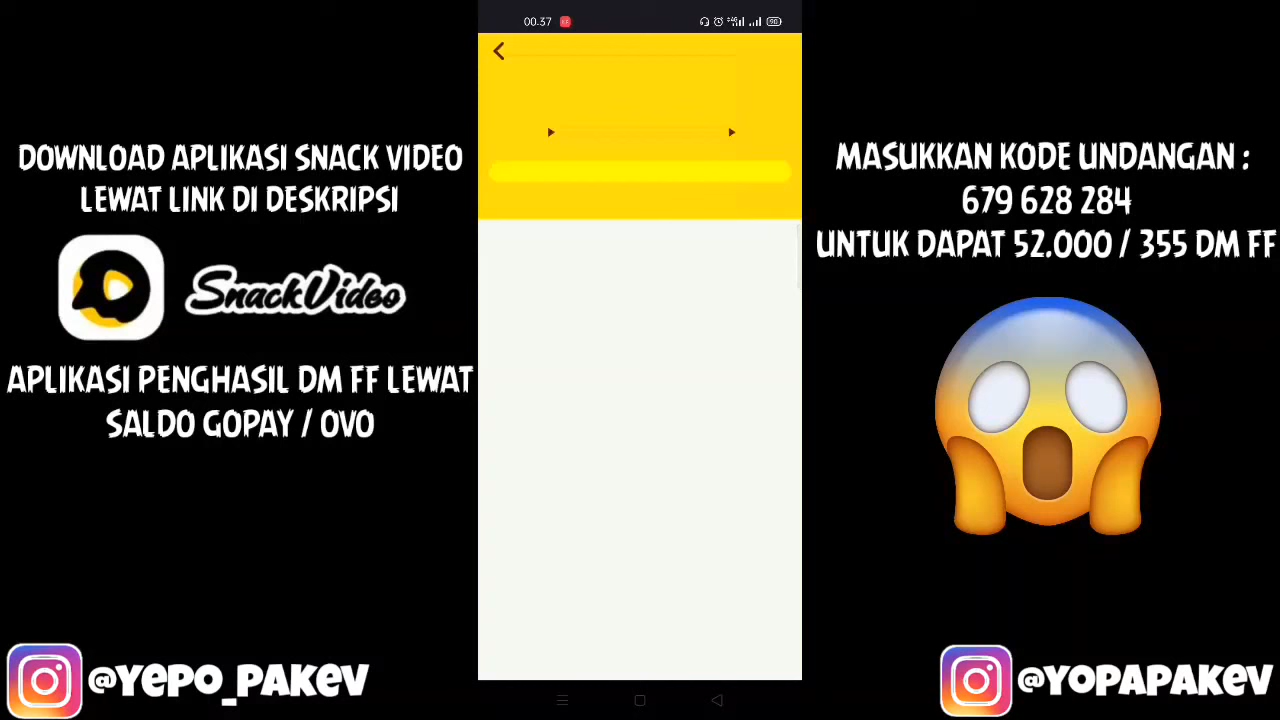 00.37
90
DOWNLOAD APLIKASI SNACK VIDEO
LEWAT LINK DI DESKRIPSI
SnackVideo
APLIKASI PENGHASIL DM FF LEWAT
SALDO GOPAY / OVO
@YEPO_PAKEV
MASUKKAN KODE UNDANGAN :
679 628 284
UNTUK DAPAT 52.000 / 355 DM FF
@YOPAPAKEV